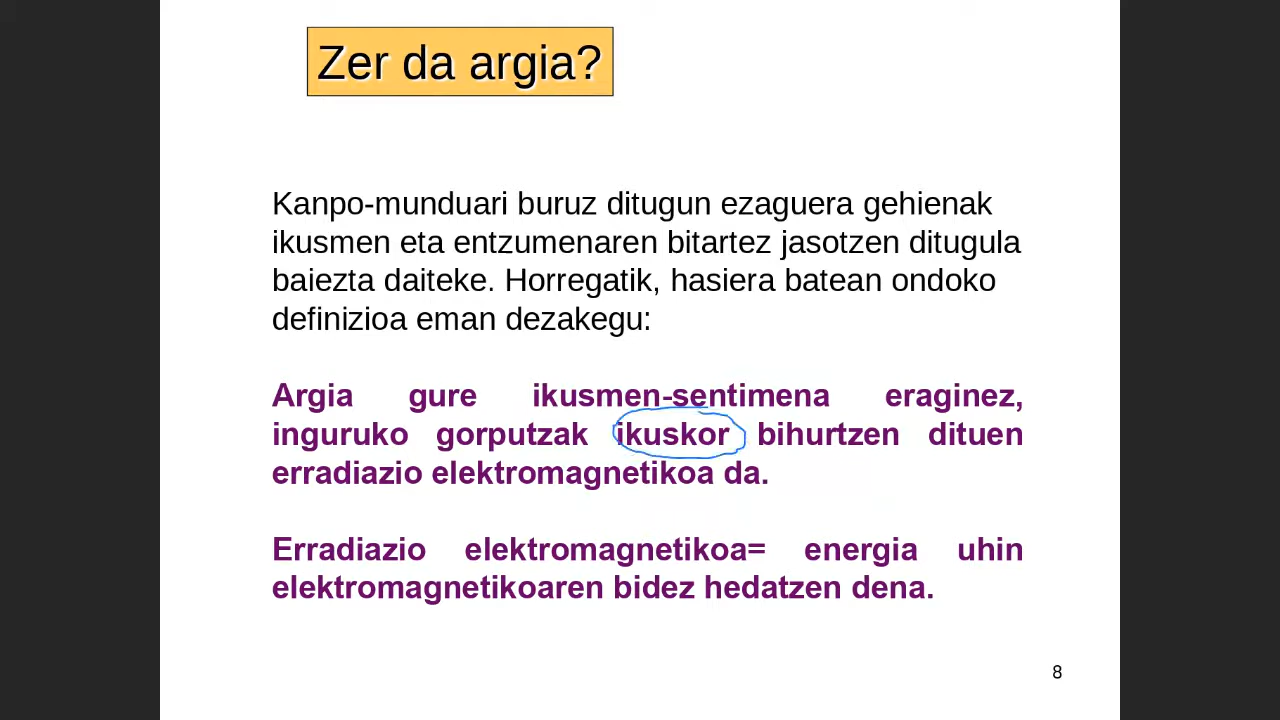 Zer da argia?
Kanpo-munduari buruz ditugun ezaguera gehienak
ikusmen eta entzumenaren bitartez jasotzen ditugula
baiezta daiteke. Horregatik, hasiera batean ondoko
definizioa eman dezakegu:
Argia gure ikusmen-sentimena eraginez,
inguruko gorputzak ikuskor bihurtzen dituen
erradiazio elektromagnetikoa da.
Erradiazio elektromagnetikoa= energia uhin
elektromagnetikoaren bidez hedatzen dena.
8